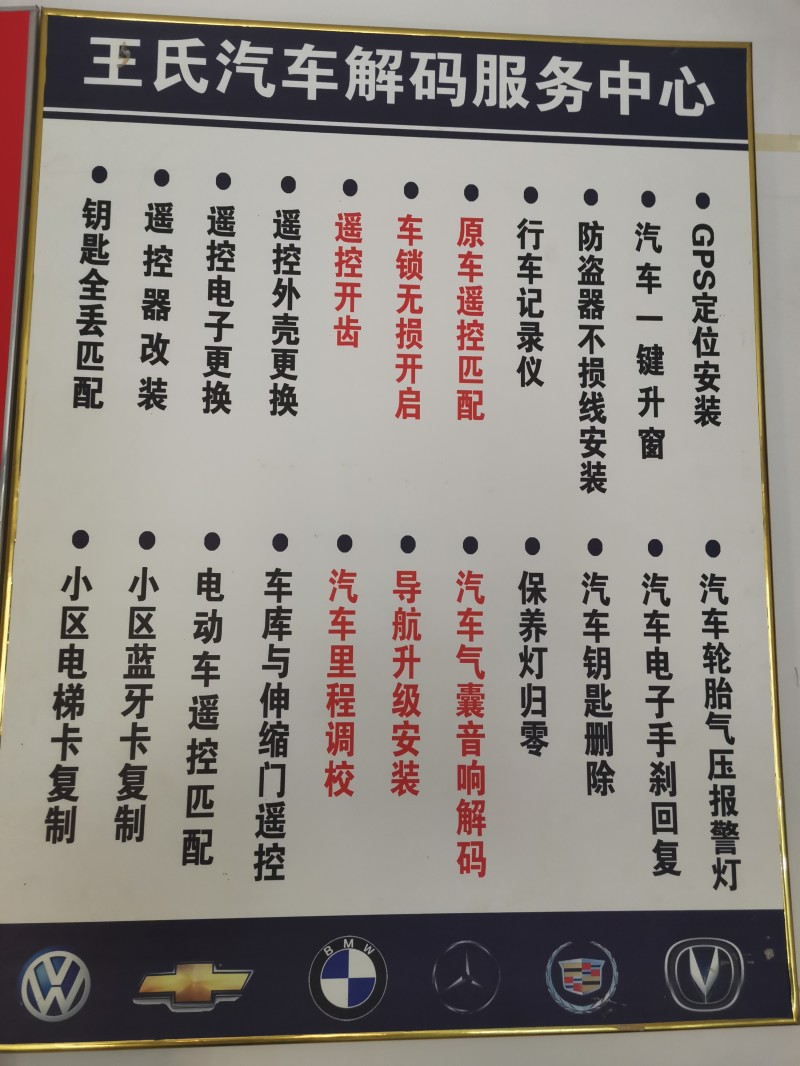 王氏汽车解码服务中心
钥匙全丢匹配
遥控器改装
遥控电子更换
遥控外壳更换
遥控开齿
车锁无损开启
原车遥控匹配
行车记录仪
防盗器不损线安装
汽车一键升窗
GPS定位安装
小区电梯卡复制
小区蓝牙卡复制
电动车遥控匹配
车库与伸缩门遥控
汽车里程调校
导航升级安装
汽车气囊音响解码
保养灯归零
汽车钥匙删除
汽车电子手刹回复
汽车轮胎气压报警灯
BMW